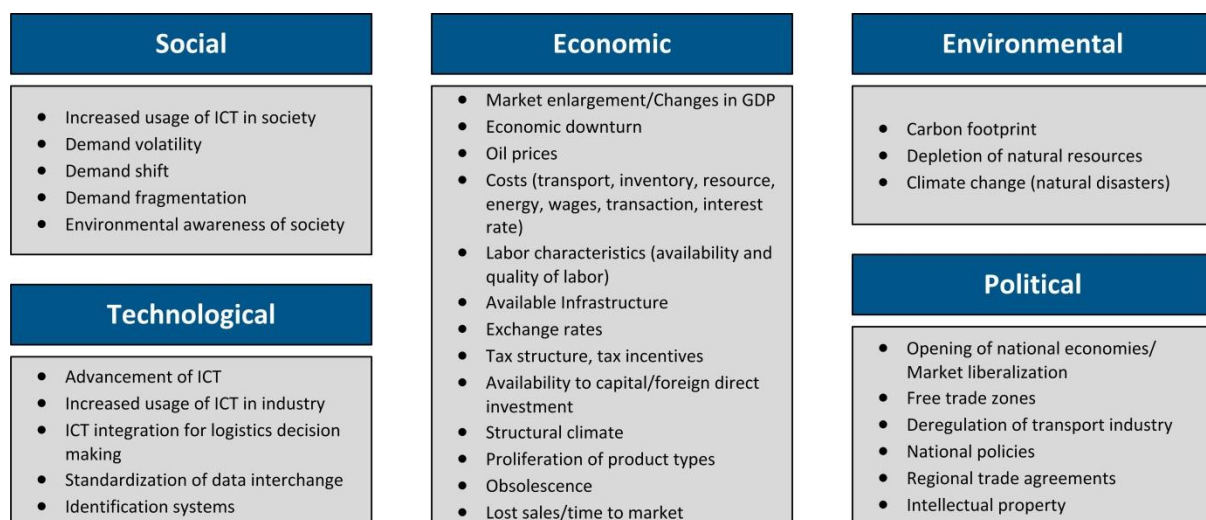 Social
• Increased usage of ICT in society
• Demand volatility
• Demand shift
• Demand fragmentation
• Environmental awareness of society
Technological
• Advancement of ICT
• Increased usage of ICT in industry
• ICT integration for logistics decision
making
• Standardization of data interchange
• Identification systems
Economic
• Market enlargement/Changes in GDP
• Economic downturn
• Oil prices
• Costs (transport, inventory, resource,
energy, wages, transaction, interest
rate)
• Labor characteristics (availability and
quality of labor)
• Available Infrastructure
• Exchange rates
• Tax structure, tax incentives
• Availability to capital/foreign direct
investment
• Structural climate
• Proliferation of product types
• Obsolescence
• Lost sales/time to market
Environmental
• Carbon footprint
• Depletion of natural resources
• Climate change (natural disasters)
Political
• Opening of national economies/
Market liberalization
• Free trade zones
• Deregulation of transport industry
• National policies
• Regional trade agreements
• Intellectual property